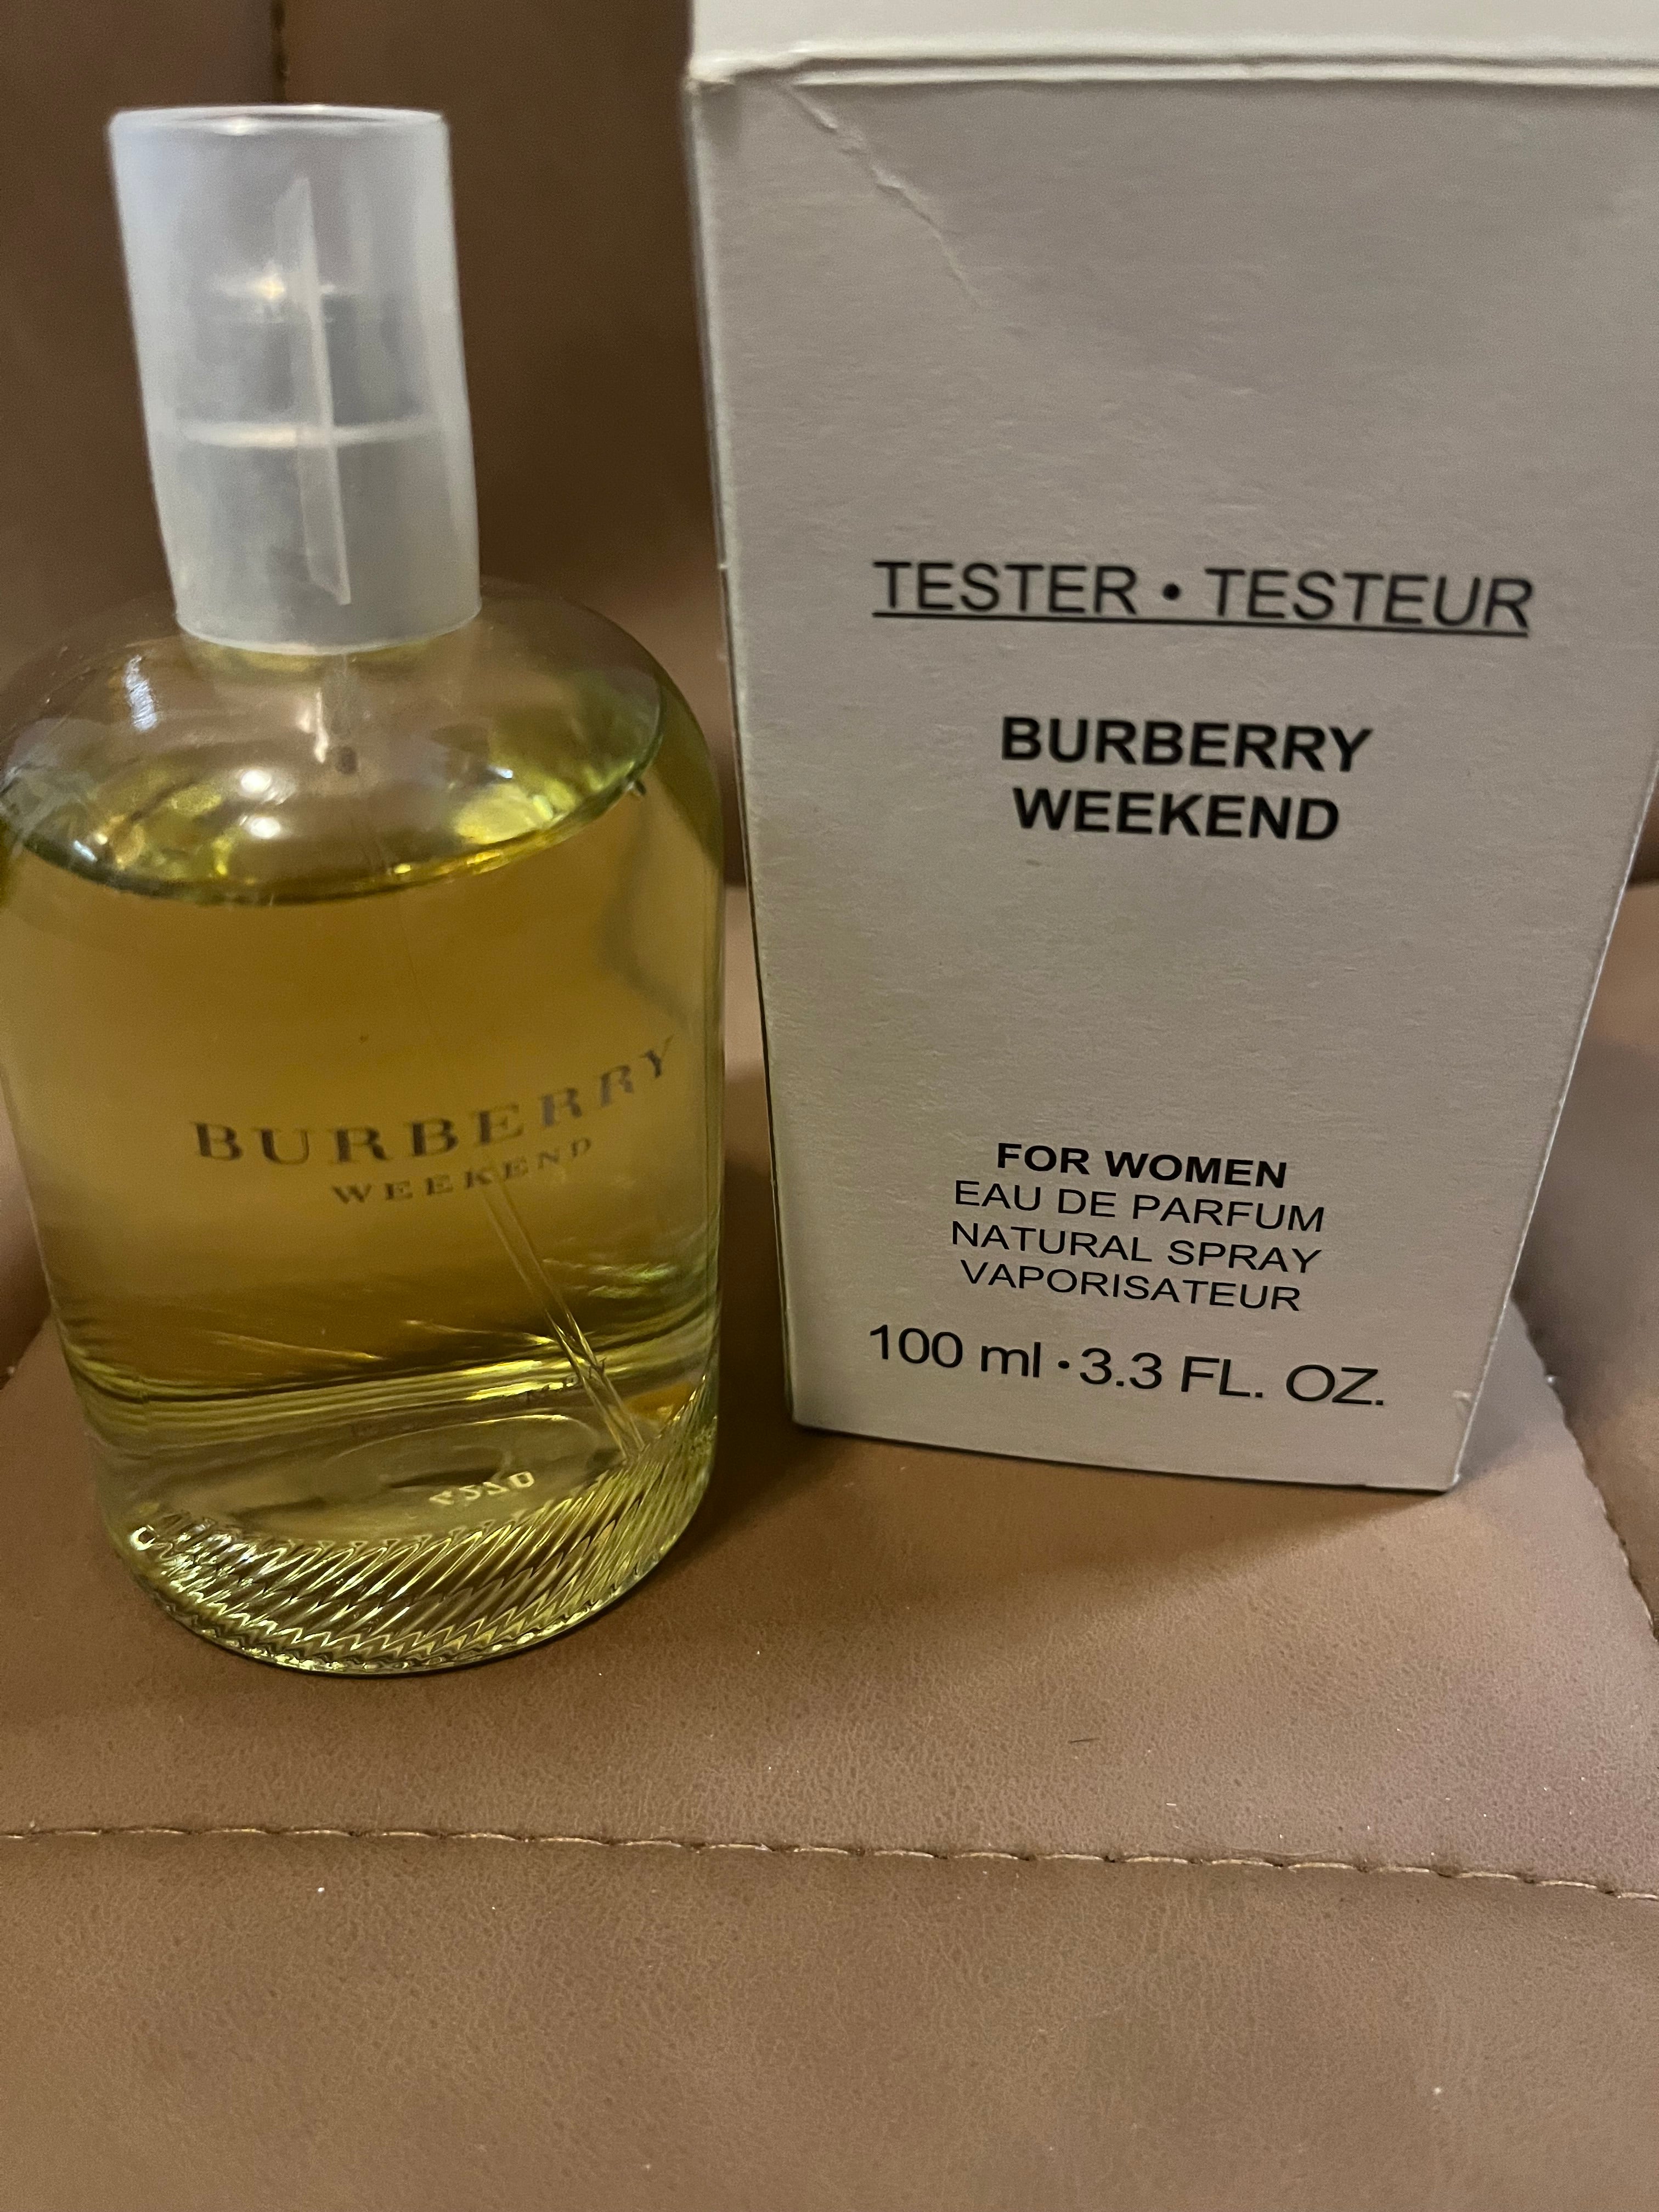 BURBERRY
WEEKEND
TESTER • TESTEUR
BURBERRY
WEEKEND
FOR WOMEN
EAU DE PARFUM
NATURAL SPRAY
VAPORISATEUR
100 ml • 3.3 FL. OZ.